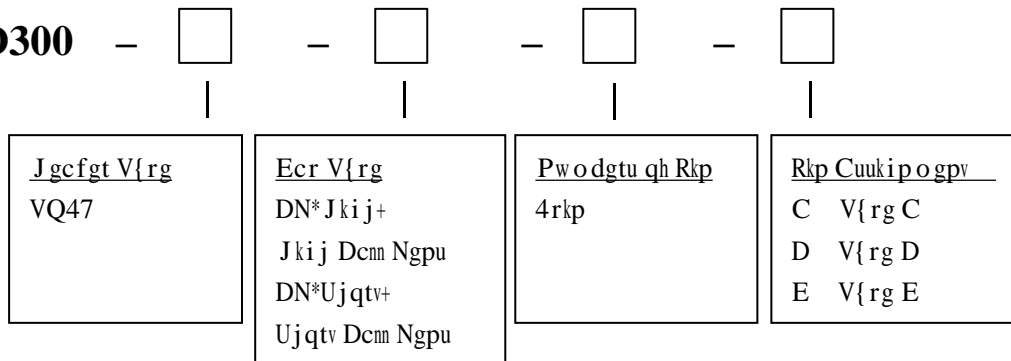 0300 – □ – □ – □ – □
Jgcfgt V{rg
VQ47
Ecr V{rg
DN*Jkij+
Jkij Dcnn Ngpu
DN*Ujqtv+
Ujqtv Dcnn Ngpu
Pwodgtu qh Rkp
4rkp
Rkp Cuukipogpv
C V{rg C
D V{rg D
E V{rg E